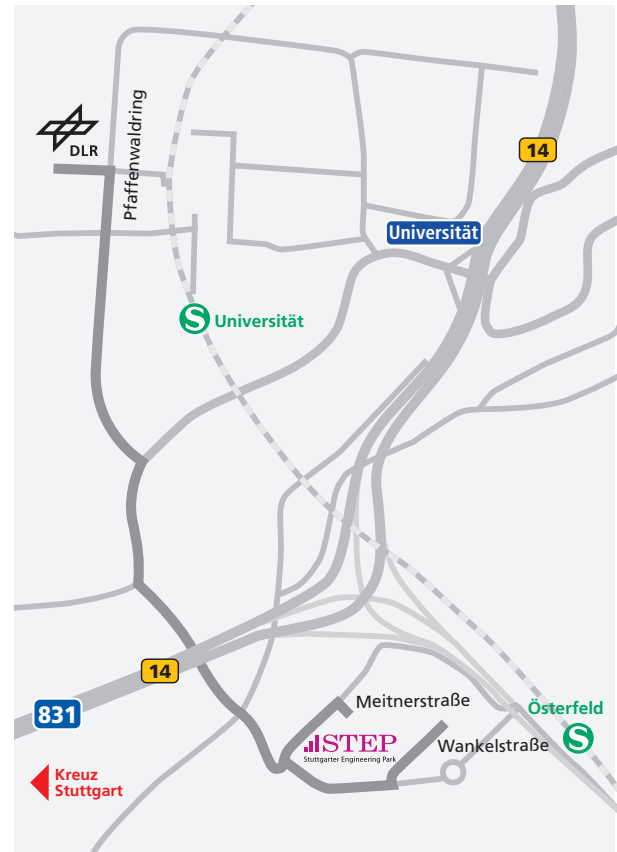 14
DLR
Pfaffenwaldring
Universität
S Universität
14
831
Meitnerstraße
Österfeld
S
STEP
Stuttgarter Engineering Park
Wankelstraße
Kreuz
Stuttgart